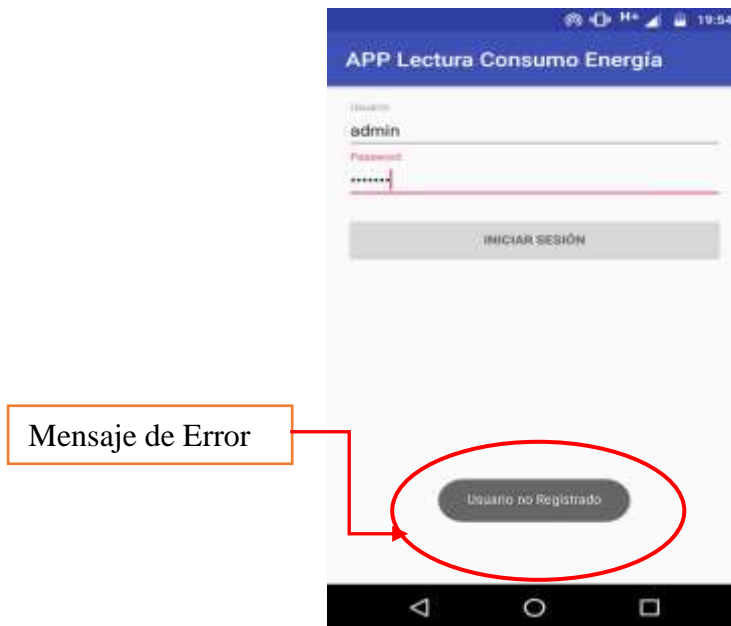 H+ 19:54
APP Lectura Consumo Energía
Usuario
admin
Password
•••••••
INICIAR SESIÓN
Mensaje de Error
Usuario no Registrado